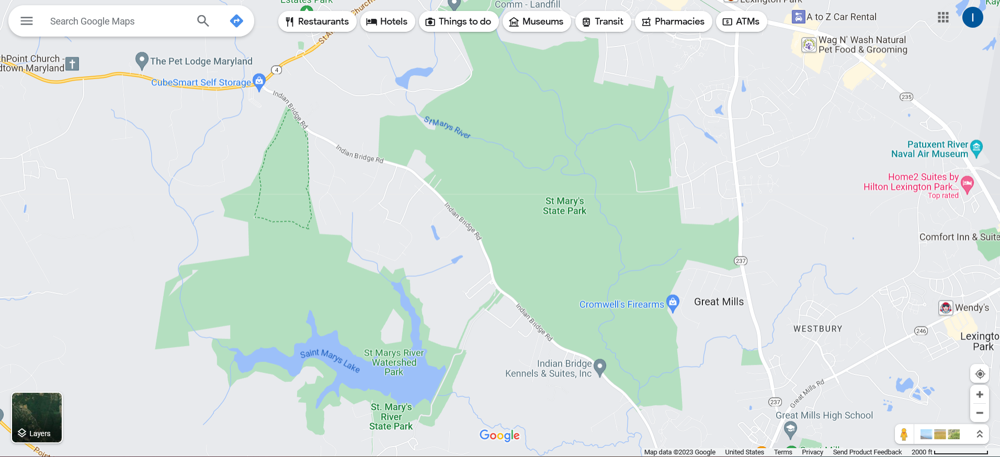 Estates Park
Comm - Landfill
Lexington Park
Search Google Maps
Restaurants
Hotels
Things to do
Museums
Transit
Pharmacies
ATMs
A to Z Car Rental
I
Wag N' Wash Natural
Pet Food & Grooming
thPoint Church -
dtown Maryland
The Pet Lodge Maryland
4
CubeSmart Self Storage
Indian Bridge Rd
235
St Marys River
Indian Bridge Rd
Patuxent River
Naval Air Museum
Home2 Suites by
Hilton Lexington Park...
Top rated
St Mary's
State Park
Indian Bridge Rd
Comfort Inn & Suite
237
Cromwell's Firearms
Great Mills
Wendy's
Indian Bridge Rd
WESTBURY
246
Lexingto
Park
Saint Marys Lake
St Marys River
Watershed
Park
Indian Bridge
Kennels & Suites, Inc
Great Mills Rd
237
St. Mary's
River
State Park
Great Mills High School
Layers
Google
Map data ©2023 Google
United States
Terms
Privacy
Send Product Feedback
2000 ft